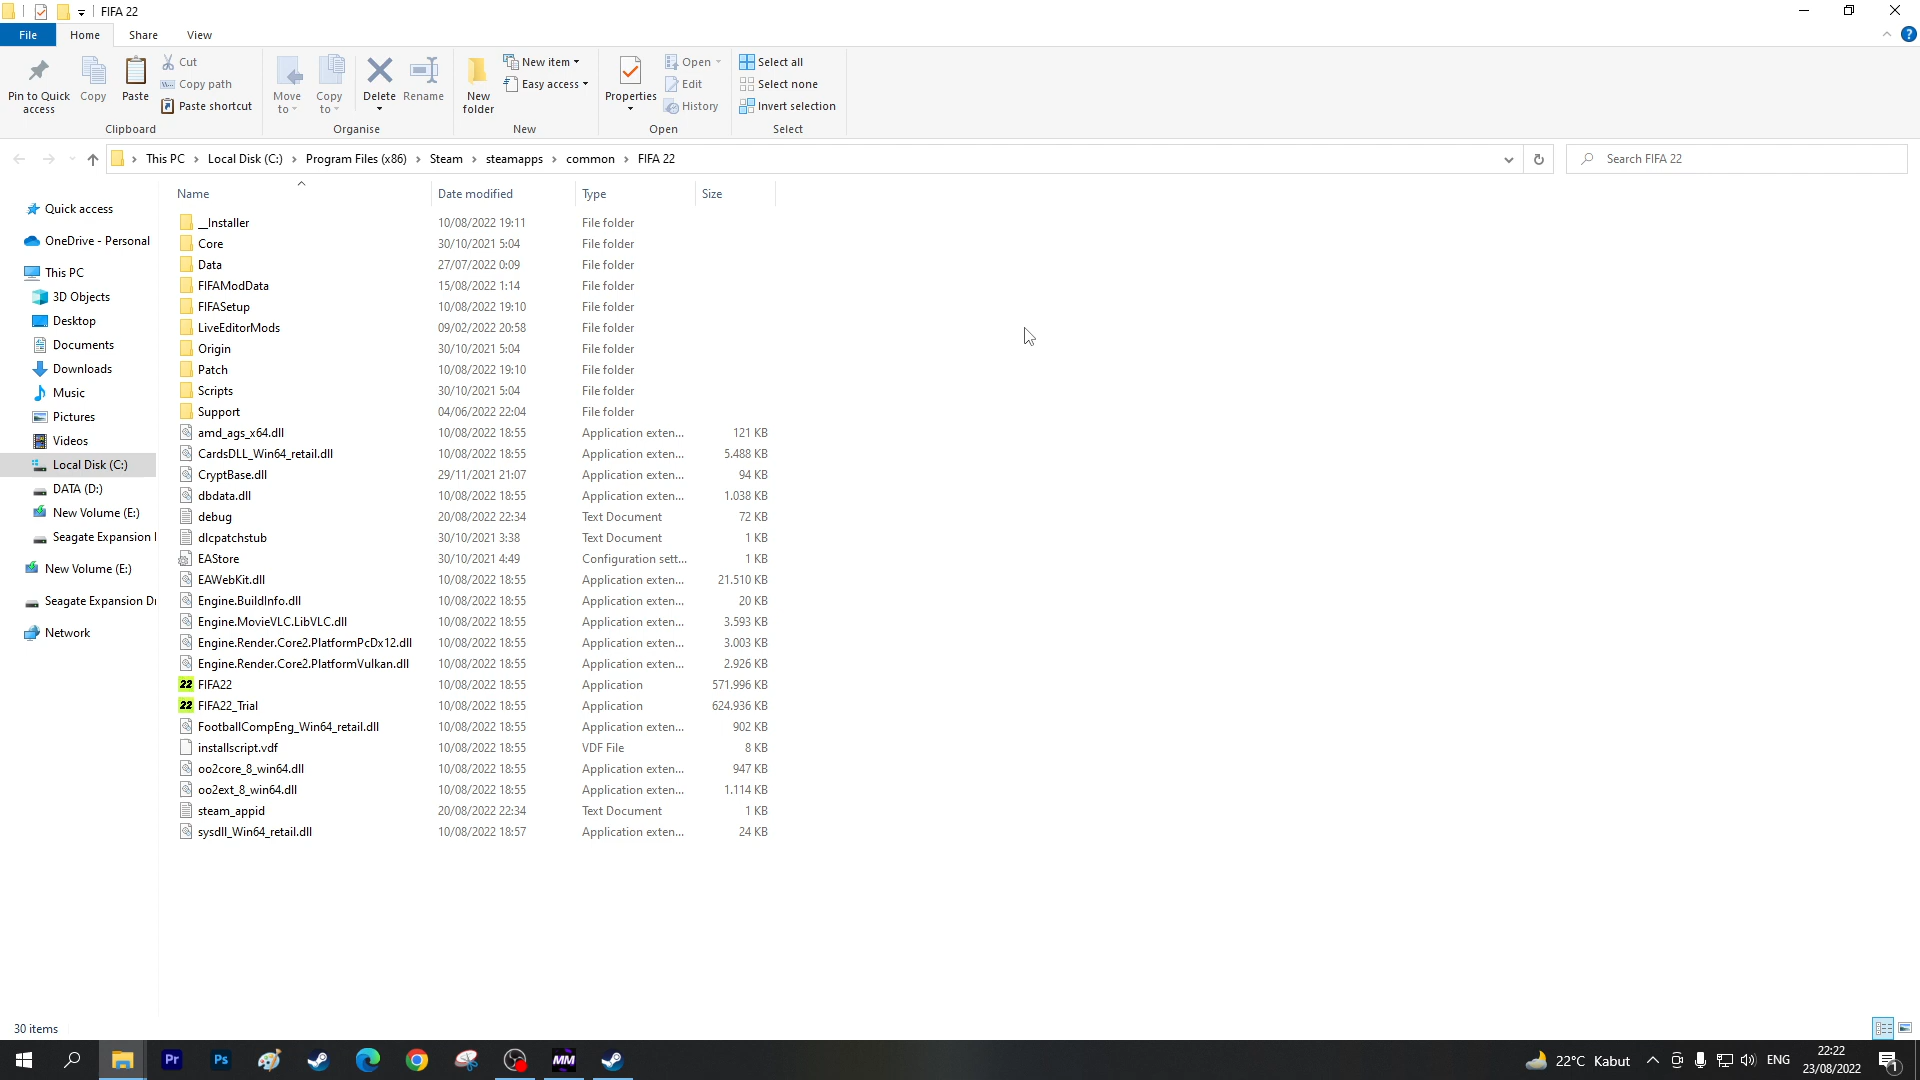 FIFA 22
File Home Share View
Pin to Quick access
Copy
Paste
Cut
Copy path
Paste shortcut
Clipboard
Move to
Copy to
Delete
Rename
Organise
New folder
New item
Easy access
New
Properties
Open
Edit
History
Open
Select all
Select none
Invert selection
Select
This PC Local Disk (C:) Program Files (x86) Steam steamapps common FIFA 22
Search FIFA 22
Quick access
OneDrive - Personal
This PC
3D Objects
Desktop
Documents
Downloads
Music
Pictures
Videos
Local Disk (C:)
DATA (D:)
New Volume (E:)
Seagate Expansion
New Volume (E:)
Seagate Expansion Dr
Network
Name Date modified Type Size
__Installer 10/08/2022 19:11 File folder
Core 30/10/2021 5:04 File folder
Data 27/07/2022 0:09 File folder
FIFAModData 15/08/2022 1:14 File folder
FIFASetup 10/08/2022 19:10 File folder
LiveEditorMods 09/02/2022 20:58 File folder
Origin 30/10/2021 5:04 File folder
Patch 10/08/2022 19:10 File folder
Scripts 30/10/2021 5:04 File folder
Support 04/06/2022 22:04 File folder
amd_ags_x64.dll 10/08/2022 18:55 Application exten... 121 KB
CardsDLL_Win64_retail.dll 10/08/2022 18:55 Application exten... 5.488 KB
CryptBase.dll 29/11/2021 21:07 Application exten... 94 KB
dbdata.dll 10/08/2022 18:55 Application exten... 1.038 KB
debug 20/08/2022 22:34 Text Document 72 KB
dlcpatchstub 30/10/2021 3:38 Text Document 1 KB
EAStore 30/10/2021 4:49 Configuration sett... 1 KB
EAWebKit.dll 10/08/2022 18:55 Application exten... 21.510 KB
Engine.BuildInfo.dll 10/08/2022 18:55 Application exten... 20 KB
Engine.MovieVLC.LibVLC.dll 10/08/2022 18:55 Application exten... 3.593 KB
Engine.Render.Core2.PlatformPcDx12.dll 10/08/2022 18:55 Application exten... 3.003 KB
Engine.Render.Core2.PlatformVulkan.dll 10/08/2022 18:55 Application exten... 2.926 KB
22 FIFA22 10/08/2022 18:55 Application 571.996 KB
22 FIFA22_Trial 10/08/2022 18:55 Application 624.936 KB
FootballCompEng_Win64_retail.dll 10/08/2022 18:55 Application exten... 902 KB
installscript.vdf 10/08/2022 18:55 VDF File 8 KB
oo2core_8_win64.dll 10/08/2022 18:55 Application exten... 947 KB
oo2ext_8_win64.dll 10/08/2022 18:55 Application exten... 1.114 KB
steam_appid 20/08/2022 22:34 Text Document 1 KB
sysdll_Win64_retail.dll 10/08/2022 18:57 Application exten... 24 KB
30 items
Pr Ps MM
22°C Kabut
ENG
22:22
23/08/2022
1